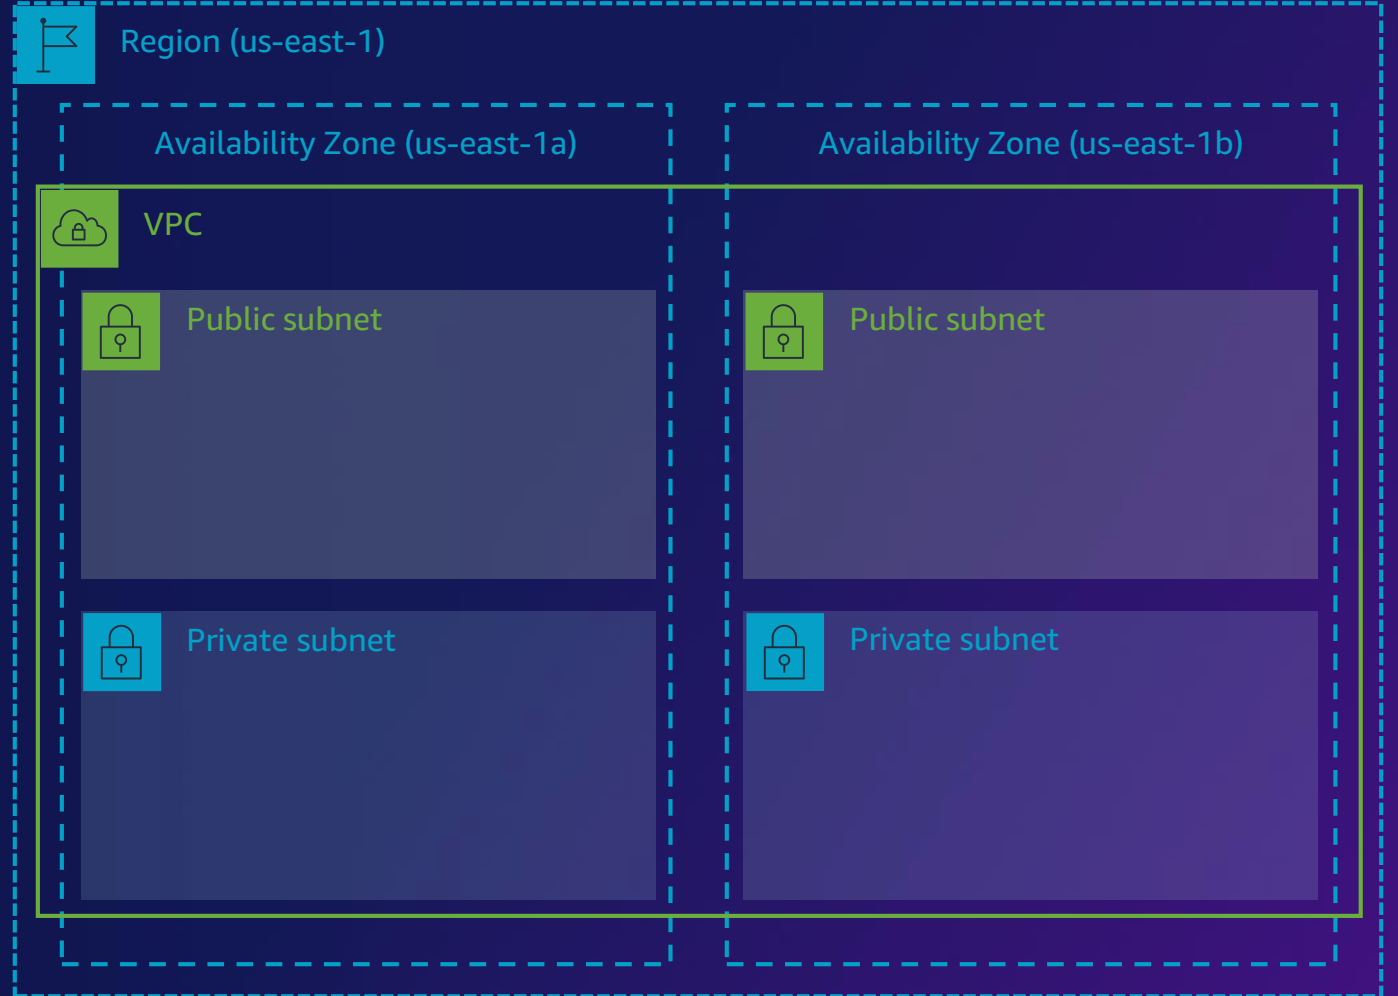 Region (us-east-1)
Availability Zone (us-east-1a)
Availability Zone (us-east-1b)
VPC
Public subnet
Public subnet
Private subnet
Private subnet